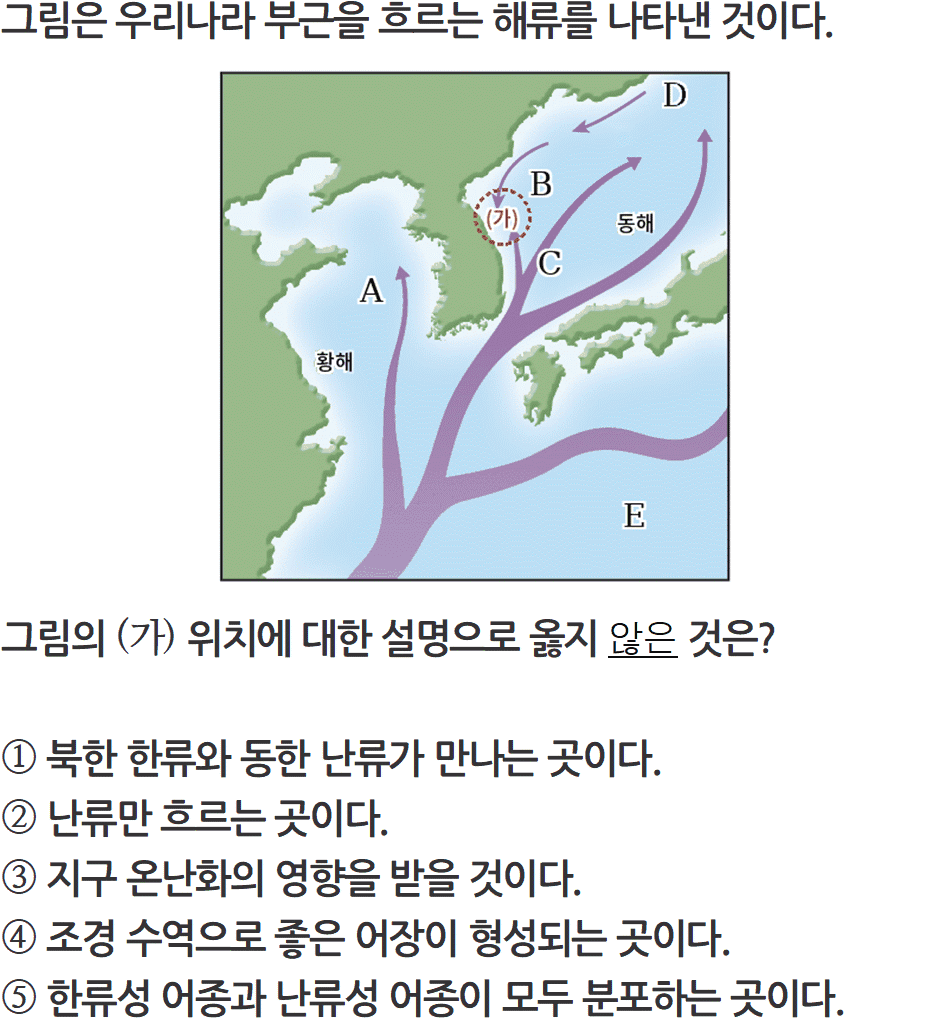 그림은 우리나라 부근을 흐르는 해류를 나타낸 것이다.
D
B
(가)
동해
C
A
황해
E
그림의 (가) 위치에 대한 설명으로 옳지 않은 것은?
① 북한 한류와 동한 난류가 만나는 곳이다.
② 난류만 흐르는 곳이다.
③ 지구 온난화의 영향을 받을 것이다.
④ 조경 수역으로 좋은 어장이 형성되는 곳이다.
⑤ 한류성 어종과 난류성 어종이 모두 분포하는 곳이다.